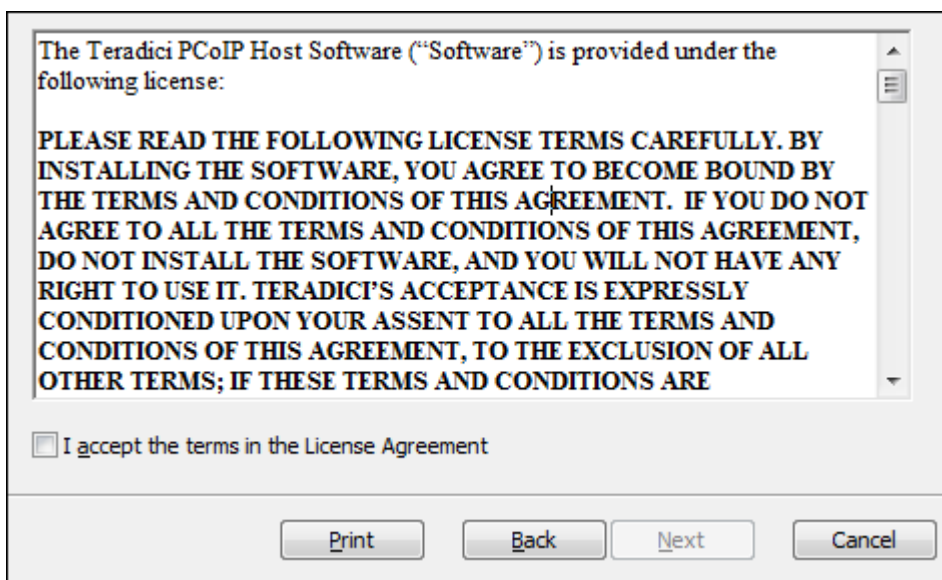 The Teradici PCoIP Host Software (“Software”) is provided under the
following license:
PLEASE READ THE FOLLOWING LICENSE TERMS CAREFULLY. BY
INSTALLING THE SOFTWARE, YOU AGREE TO BECOME BOUND BY
THE TERMS AND CONDITIONS OF THIS AGREEMENT.  IF YOU DO NOT
AGREE TO ALL THE TERMS AND CONDITIONS OF THIS AGREEMENT,
DO NOT INSTALL THE SOFTWARE, AND YOU WILL NOT HAVE ANY
RIGHT TO USE IT. TERADICI’S ACCEPTANCE IS EXPRESSLY
CONDITIONED UPON YOUR ASSENT TO ALL THE TERMS AND
CONDITIONS OF THIS AGREEMENT, TO THE EXCLUSION OF ALL
OTHER TERMS; IF THESE TERMS AND CONDITIONS ARE
I accept the terms in the License Agreement
Print Back Next Cancel